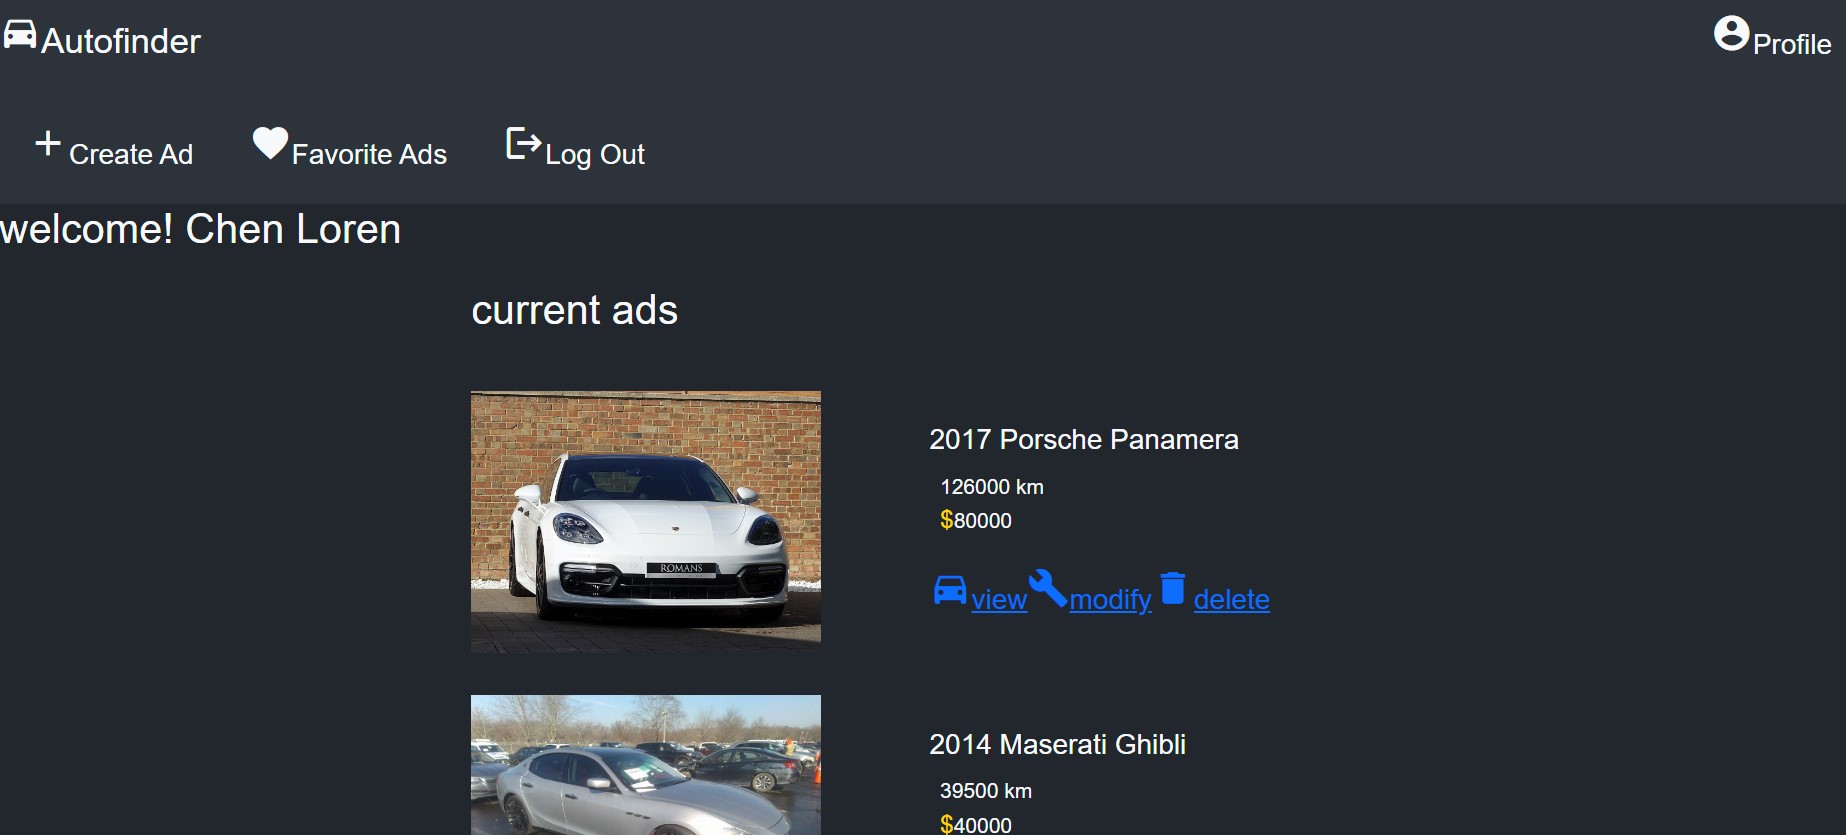 Autofinder
Profile
Create Ad
Favorite Ads
Log Out
welcome! Chen Loren
current ads
ROMANS
2017 Porsche Panamera
126000 km
$80000
view
modify
delete
2014 Maserati Ghibli
39500 km
$40000